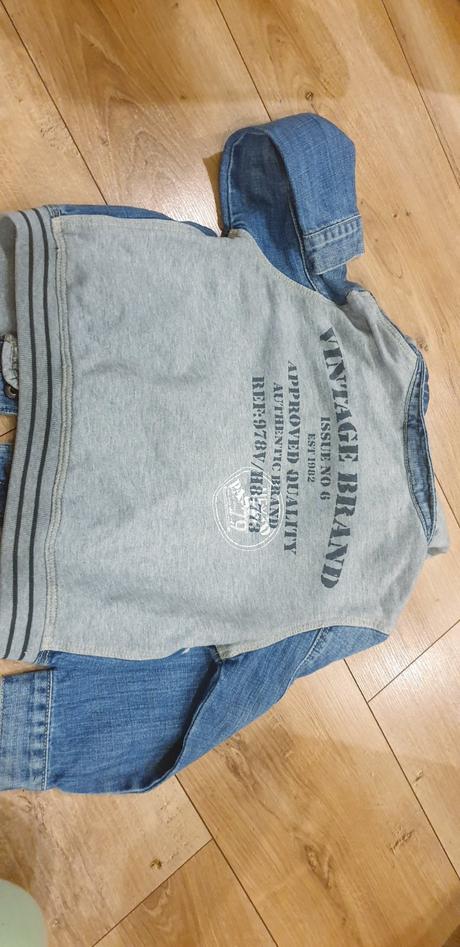 VINTAGE BRAND
ISSUE NO. 6
EST 1982
APPROVED QUALITY
AUTHENTIC BRAND